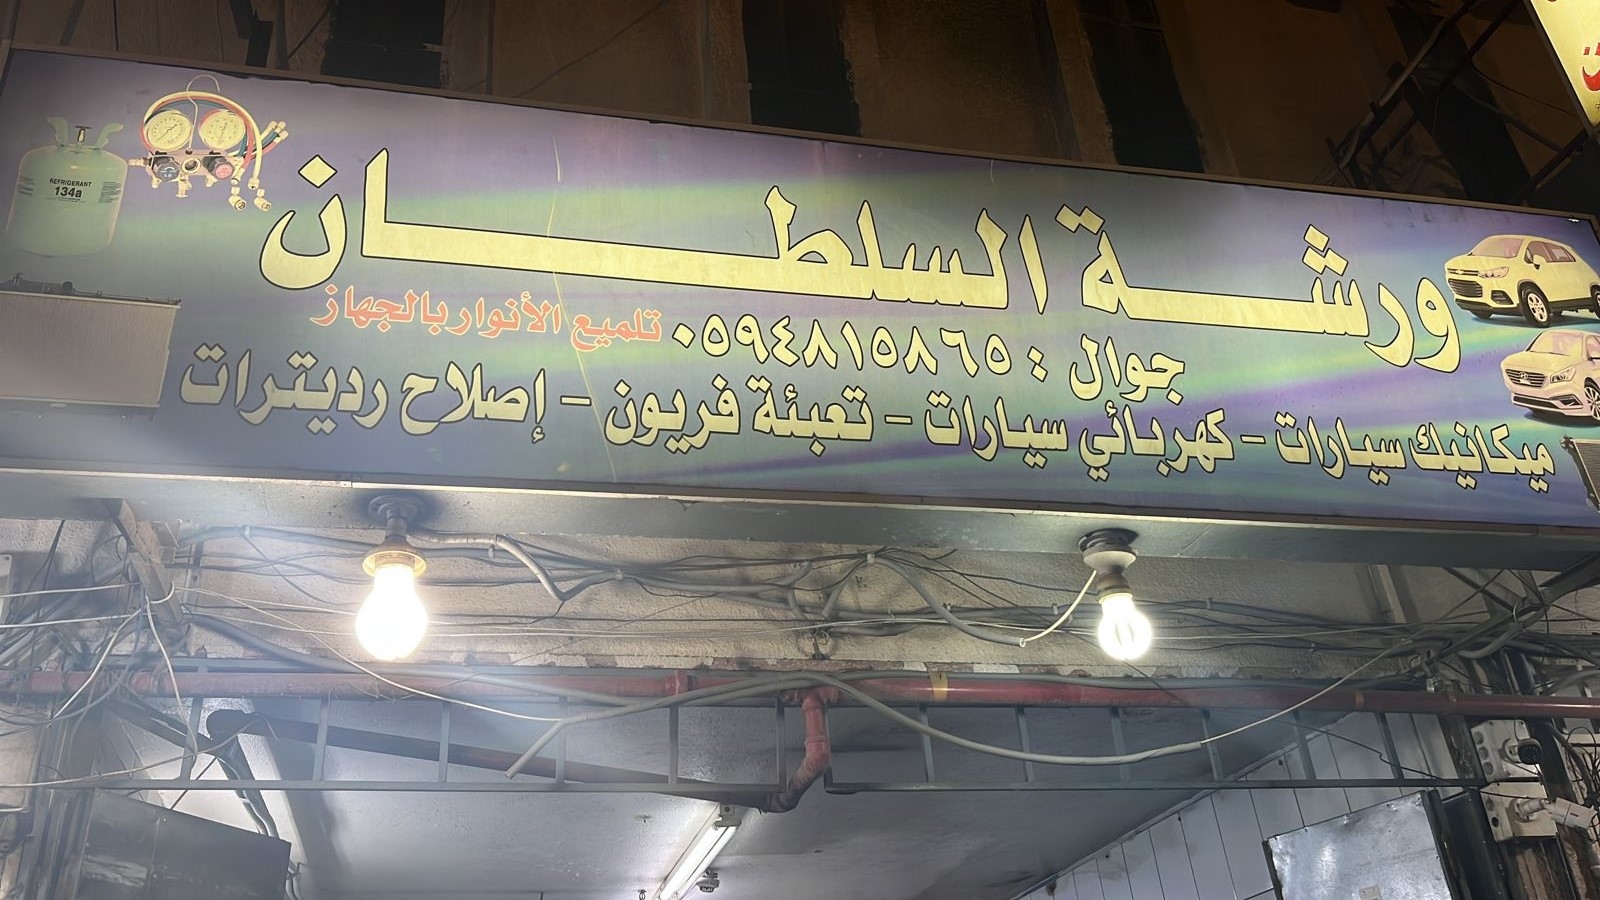 ورشة السلطان
جوال : ٠٥٩٤٨١٥٨٦٥
تلميع الأنوار بالجهاز
ميكانيك سيارات - كهربائي سيارات - تعبئة فريون - إصلاح رديترات
REFRIGERANT
134a